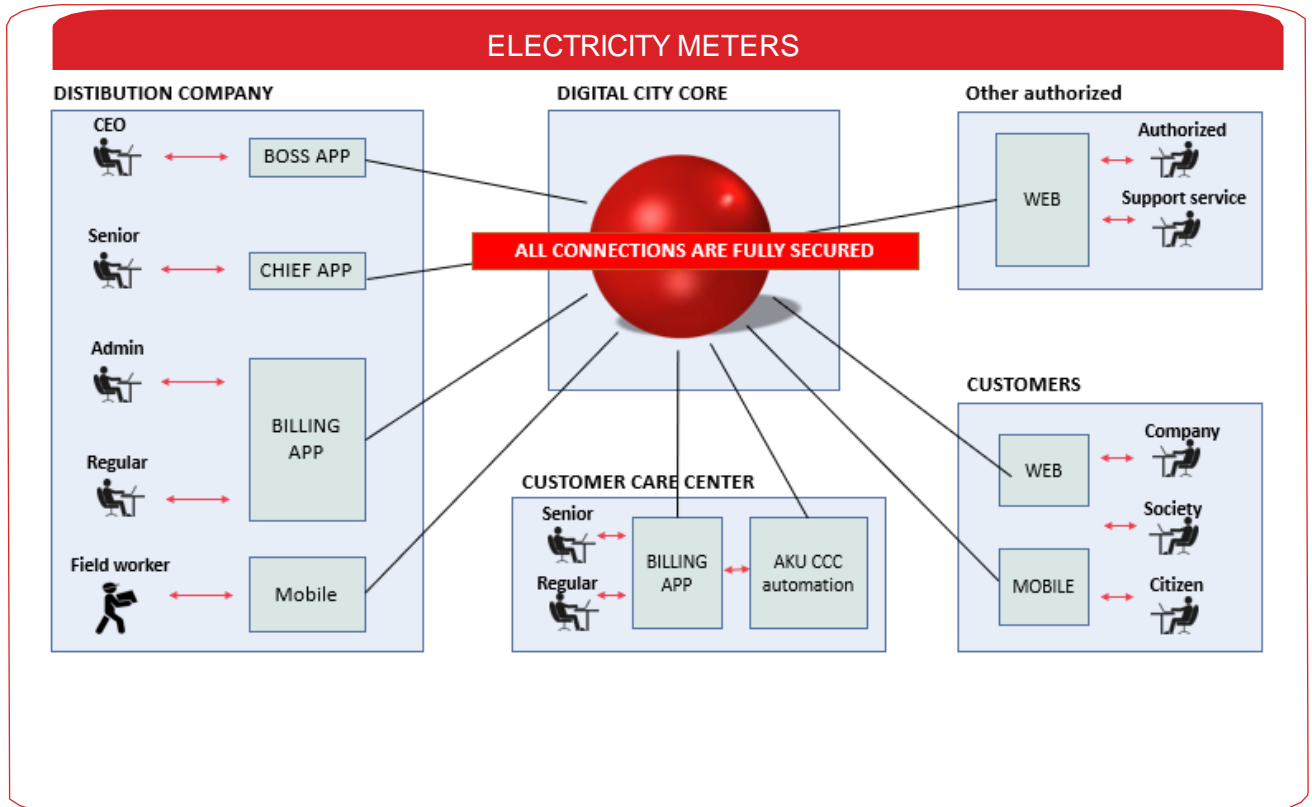 ELECTRICITY METERS
DISTIBUTION COMPANY
CEO
BOSS APP
Senior
CHIEF APP
Admin
BILLING
APP
Regular
Field worker
Mobile
DIGITAL CITY CORE
ALL CONNECTIONS ARE FULLY SECURED
CUSTOMER CARE CENTER
Senior
Regular
BILLING
APP
AKU CCC
automation
Other authorized
WEB
Authorized
Support service
CUSTOMERS
WEB
Company
Society
MOBILE
Citizen